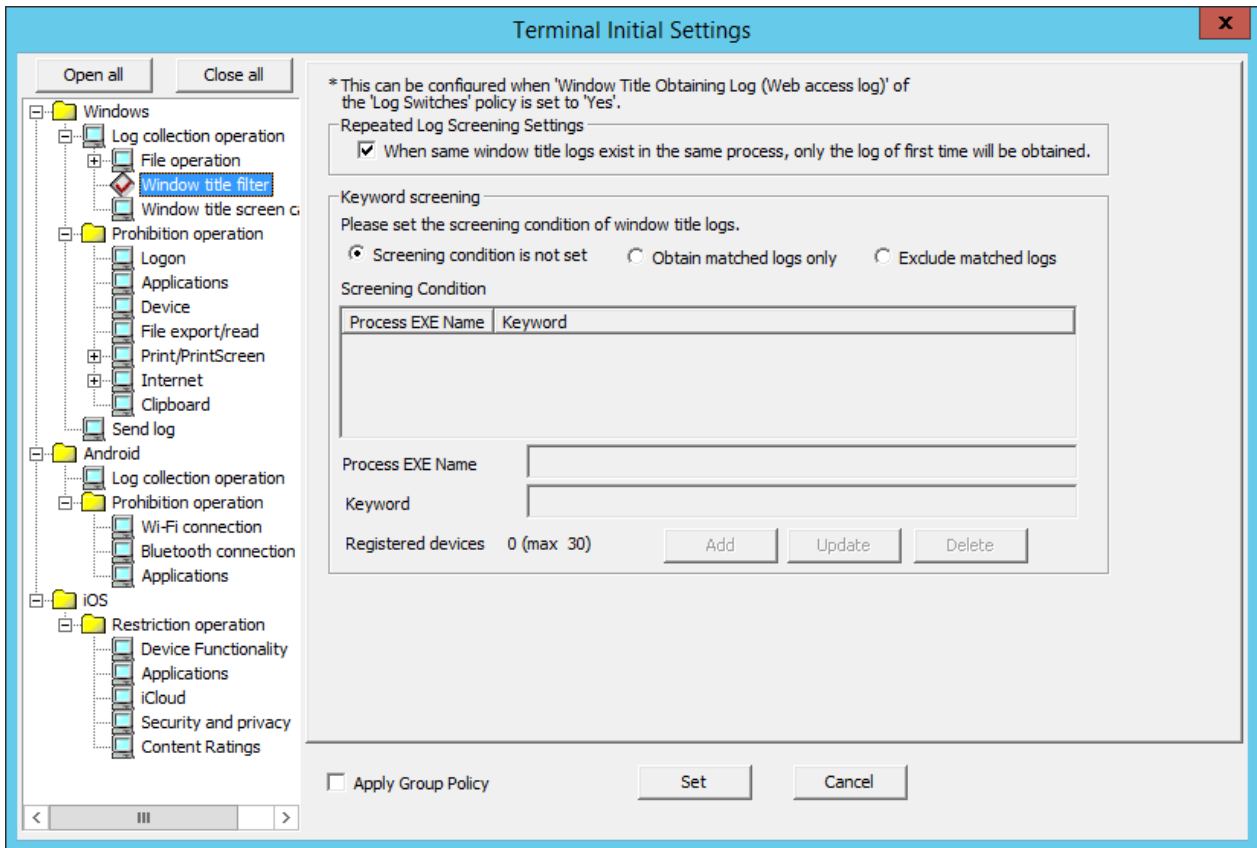 Terminal Initial Settings
x
Open all
Close all
Windows
Log collection operation
File operation
Window title filter
Window title screen ca
Prohibition operation
Logon
Applications
Device
File export/read
Print/PrintScreen
Internet
Clipboard
Send log
Android
Log collection operation
Prohibition operation
Wi-Fi connection
Bluetooth connection
Applications
iOS
Restriction operation
Device Functionality
Applications
iCloud
Security and privacy
Content Ratings
* This can be configured when 'Window Title Obtaining Log (Web access log)' of
the 'Log Switches' policy is set to 'Yes'.
Repeated Log Screening Settings
When same window title logs exist in the same process, only the log of first time will be obtained.
Keyword screening
Please set the screening condition of window title logs.
Screening condition is not set
Obtain matched logs only
Exclude matched logs
Screening Condition
Process EXE Name
Keyword
Process EXE Name
Keyword
Registered devices 0 (max 30)
Add
Update
Delete
Apply Group Policy
Set
Cancel